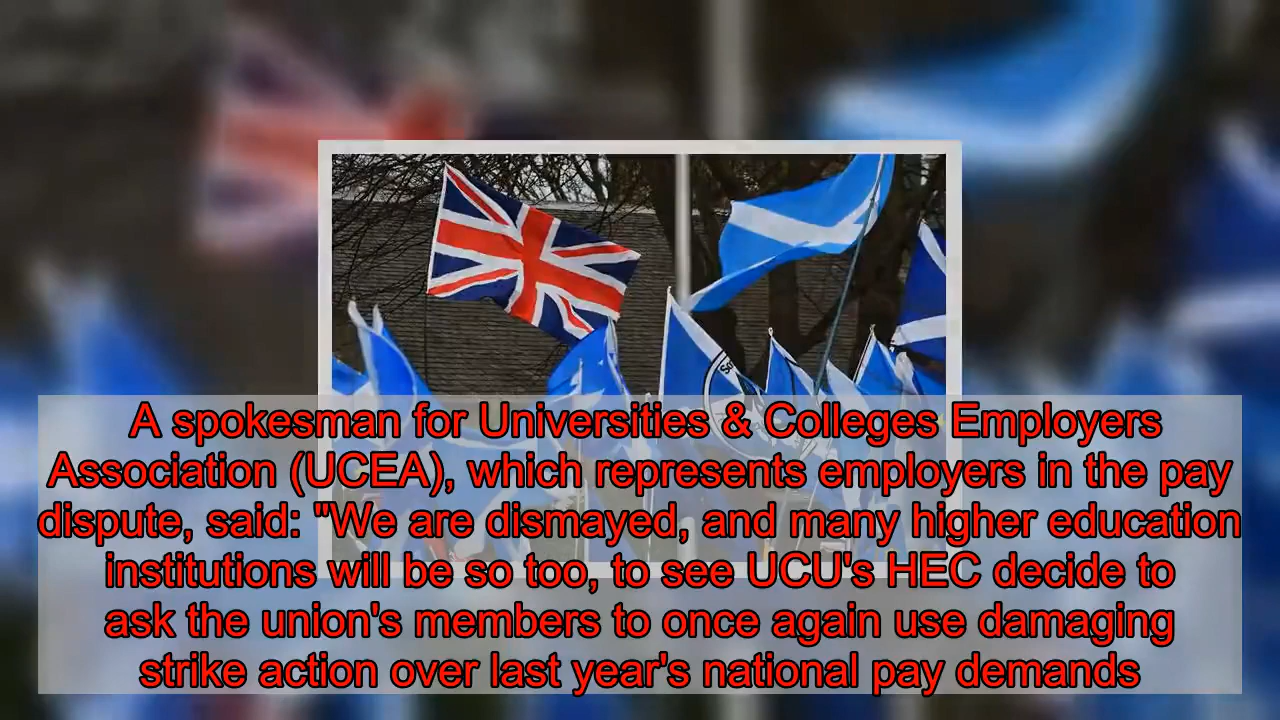 A spokesman for Universities & Colleges Employers
Association (UCEA), which represents employers in the pay
dispute, said: "We are dismayed, and many higher education
institutions will be so too, to see UCU's HEC decide to
ask the union's members to once again use damaging
strike action over last year's national pay demands